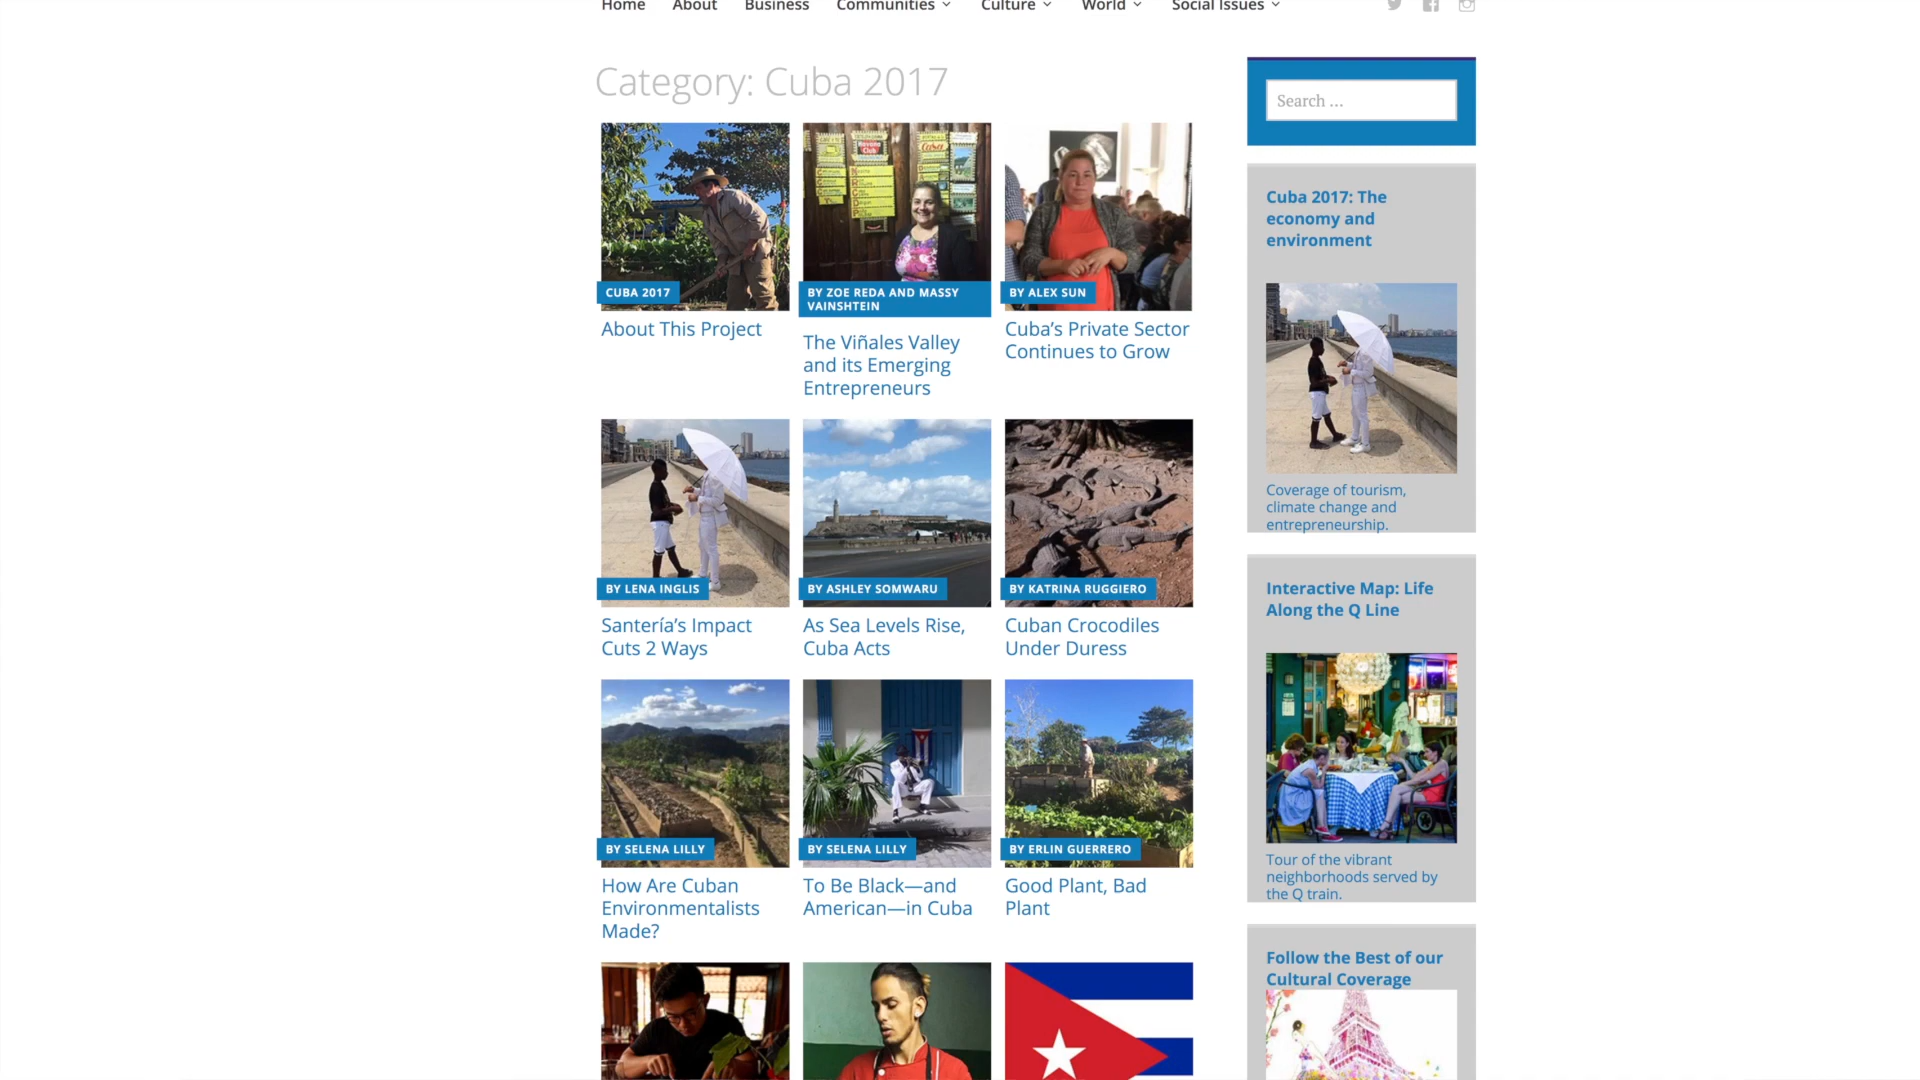 Home About Business Communities Culture World Social Issues
Category: Cuba 2017
Search ...
CUBA 2017
About This Project
BY ZOE REDA AND MASSY
VAINSHTEIN
The Viñales Valley
and its Emerging
Entrepreneurs
BY ALEX SUN
Cuba’s Private Sector
Continues to Grow
BY LENA INGLIS
Santería’s Impact
Cuts 2 Ways
BY ASHLEY SOMWARU
As Sea Levels Rise,
Cuba Acts
BY KATRINA RUGGIERO
Cuban Crocodiles
Under Duress
BY SELENA LILLY
How Are Cuban
Environmentalists
Made?
BY SELENA LILLY
To Be Black—and
American—in Cuba
BY ERLIN GUERRERO
Good Plant, Bad
Plant
Cuba 2017: The
economy and
environment
Coverage of tourism,
climate change and
entrepreneurship.
Interactive Map: Life
Along the Q Line
Tour of the vibrant
neighborhoods served by
the Q train.
Follow the Best of our
Cultural Coverage